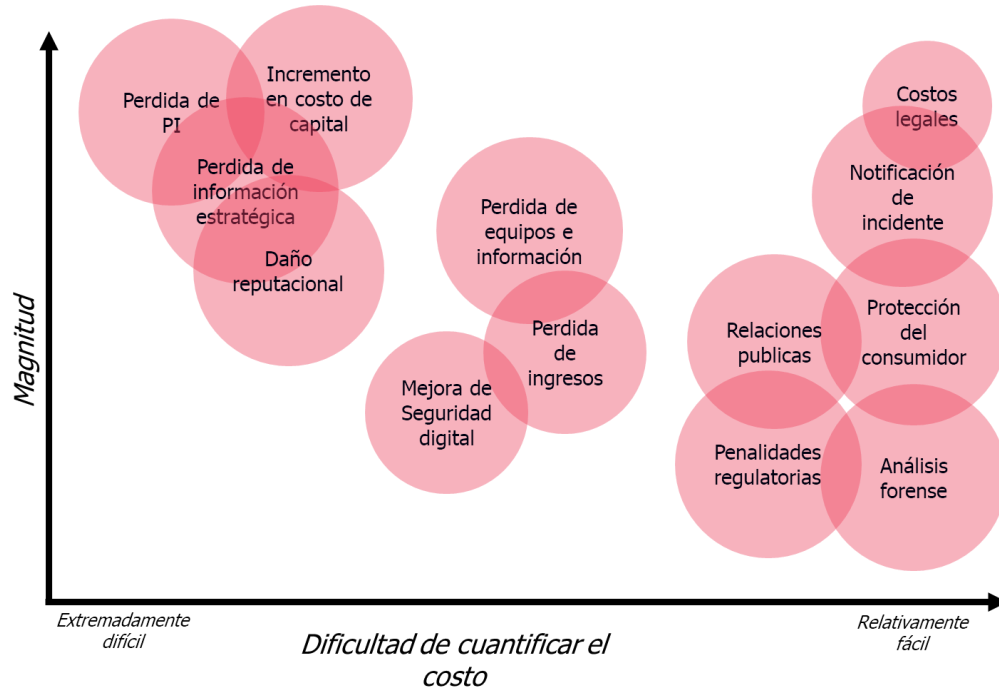 Perdida de
PI
Incremento
en costo de
capital
Perdida de
información
estratégica
Daño
reputacional
Perdida de
equipos e
información
Perdida
de
ingresos
Mejora de
Seguridad
digital
Costos
legales
Notificación
de
incidente
Relaciones
publicas
Protección
del
consumidor
Penalidades
regulatorias
Análisis
forense
Magnitud
Extremadamente
difícil
Dificultad de cuantificar el
costo
Relativamente
fácil